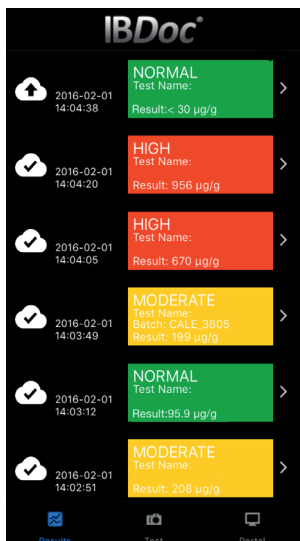 IBDoc®
NORMAL
Test Name:
2016-02-01
14:04:38
Result:< 30 µg/g
HIGH
Test Name:
2016-02-01
14:04:20
Result: 956 µg/g
HIGH
Test Name:
2016-02-01
14:04:05
Result: 670 µg/g
MODERATE
Test Name:
Batch: CALE_3805
2016-02-01
14:03:49
Result: 199 µg/g
NORMAL
Test Name:
2016-02-01
14:03:12
Result:95.9 µg/g
MODERATE
Test Name:
2016-02-01
14:02:51
Result: 208 µg/g
Results Test Portal